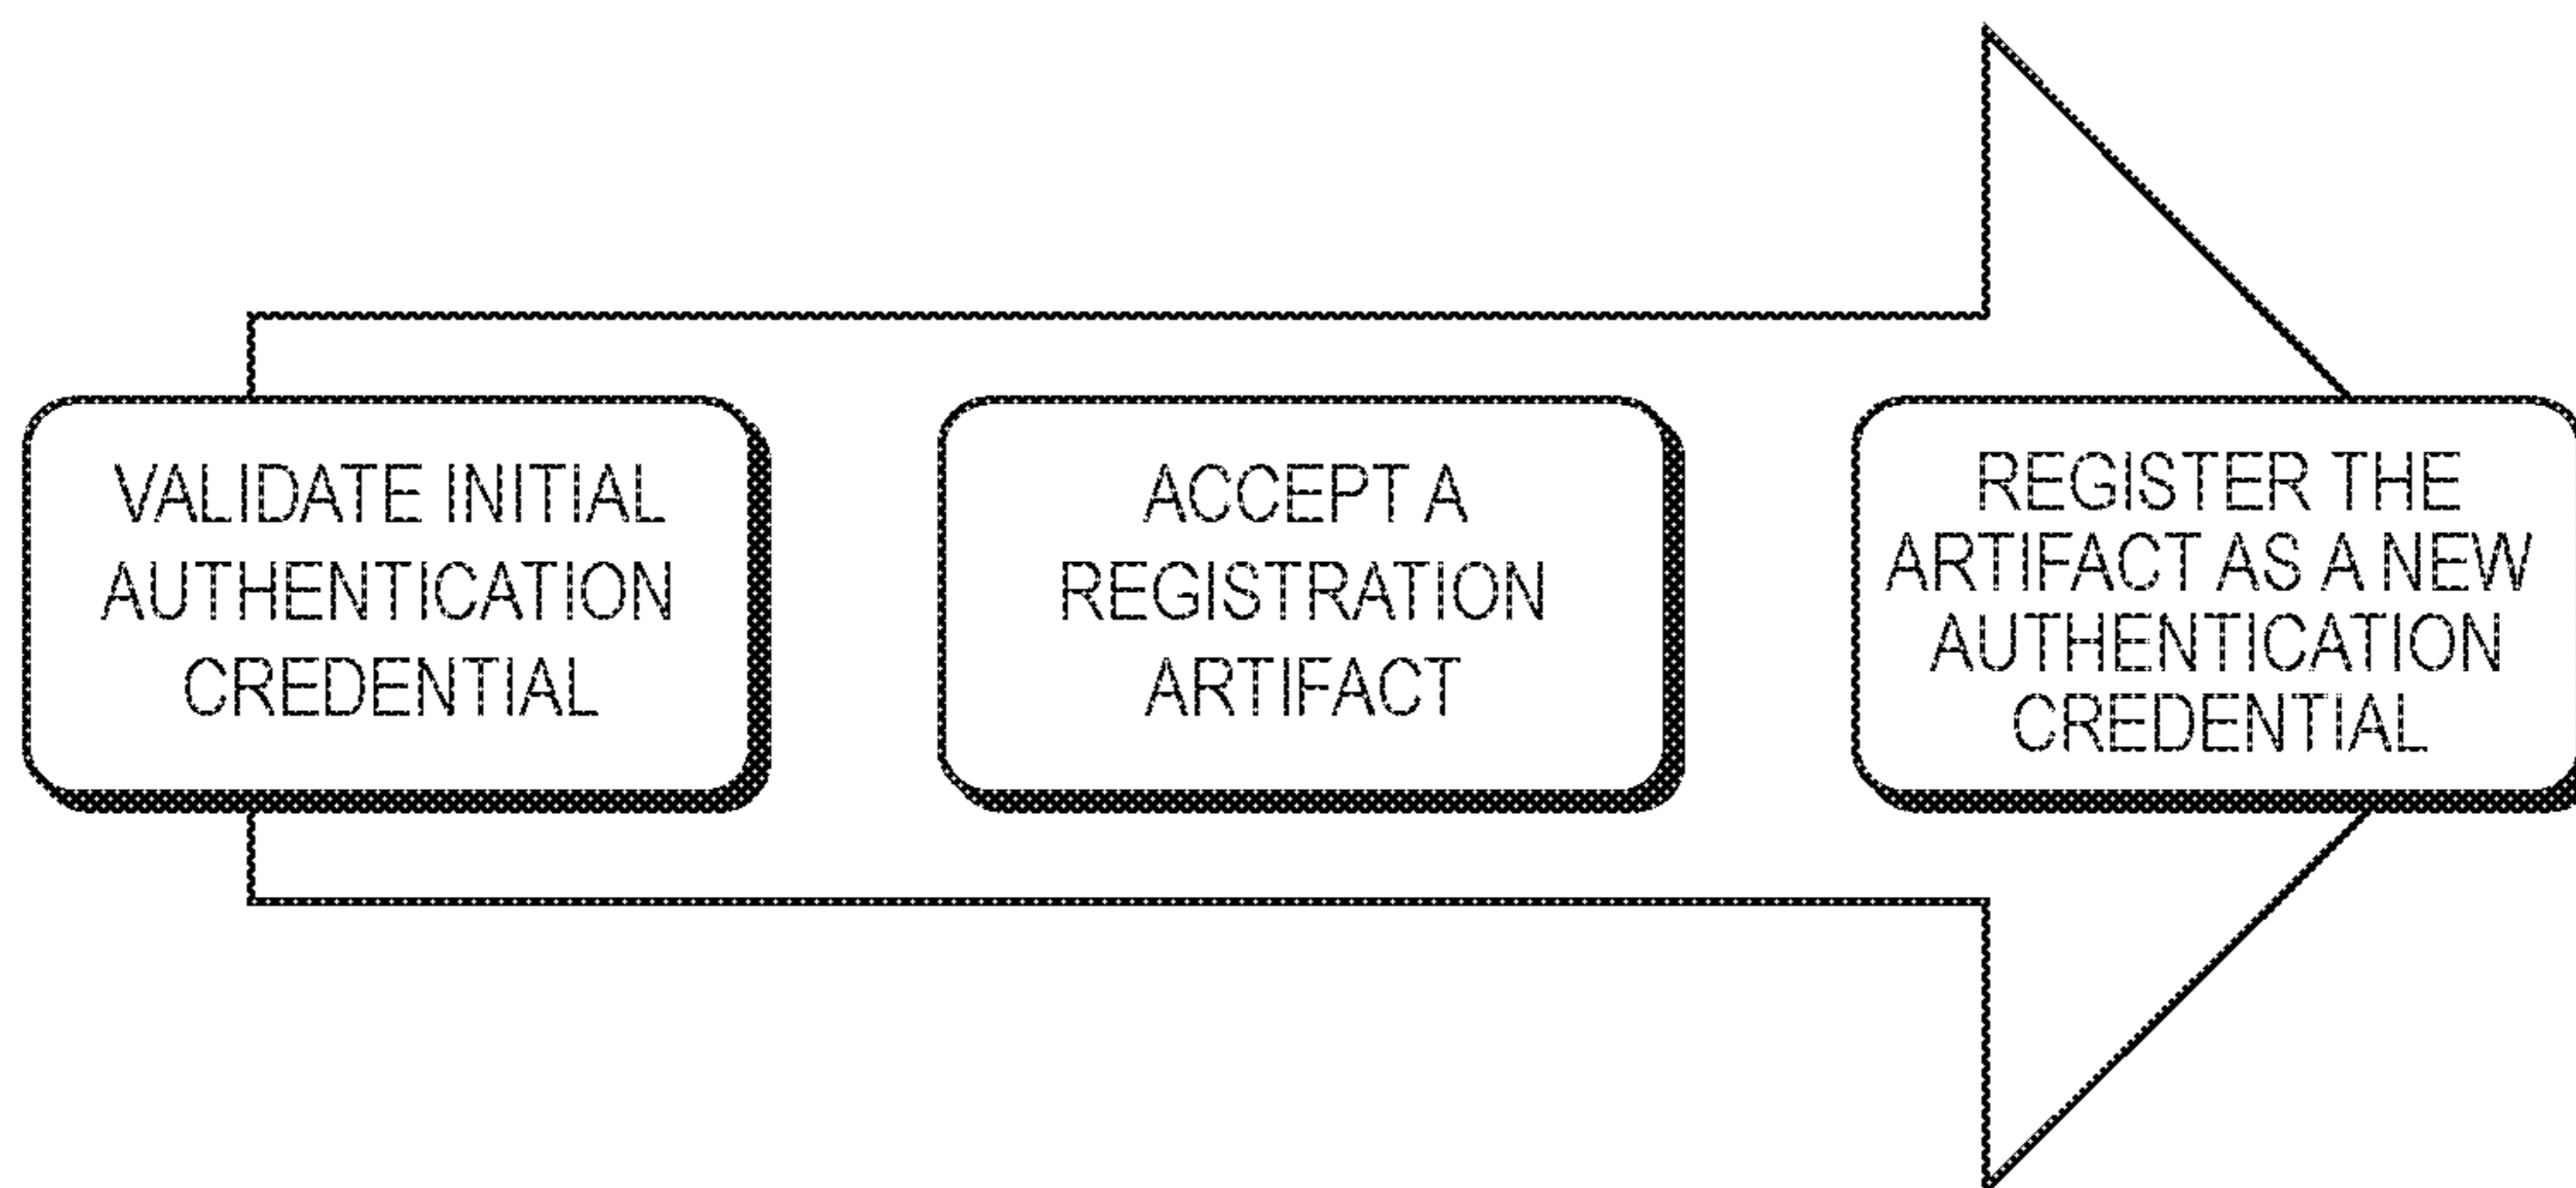 VALIDATE INITIAL
AUTHENTICATION
CREDENTIAL
ACCEPT A
REGISTRATION
ARTIFACT
REGISTER THE
ARTIFACT AS A NEW
AUTHENTICATION
CREDENTIAL